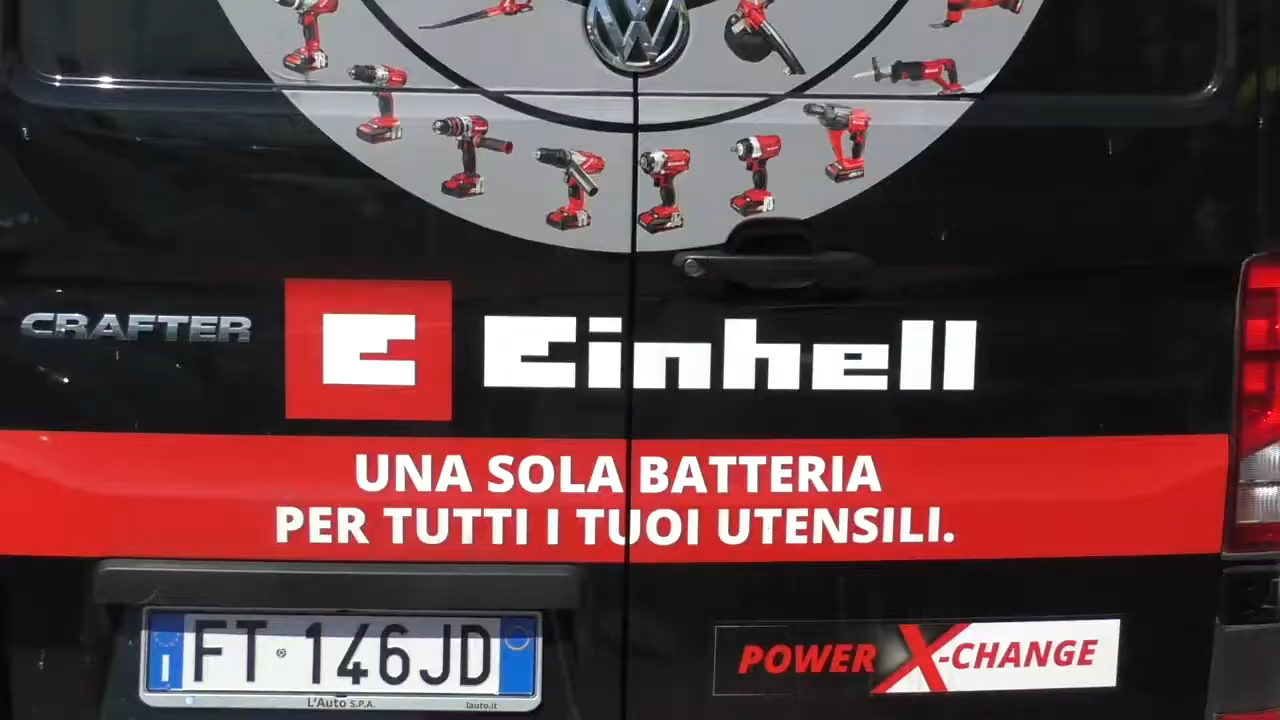 CRAFTER
Einhell
UNA SOLA BATTERIA
PER TUTTI I TUOI UTENSILI.
I FT 146JD
L'Auto S.P.A. lauto.it
POWER X-CHANGE